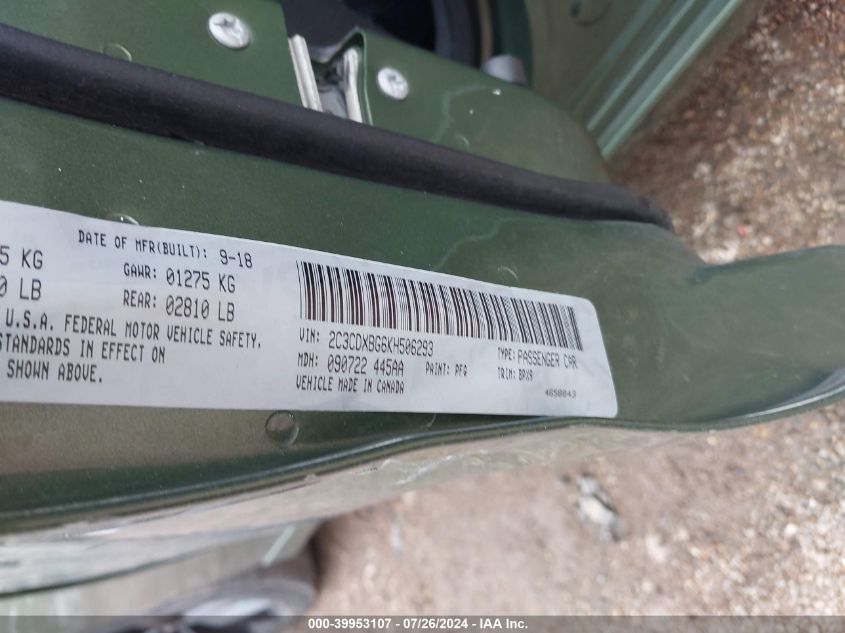 DATE OF MFR(BUILT): 9-18
5 KG GAWR: 01275 KG
0 LB REAR: 02810 LB
U.S.A. FEDERAL MOTOR VEHICLE SAFETY,
STANDARDS IN EFFECT ON
SHOWN ABOVE.
VIN: 2C3CDXBG6KH506293 TYPE: PASSENGER CAR
MDH: 090722 445AA PAINT: PFQ TRIM: BPX9
VEHICLE MADE IN CANADA 4658843
000-39953107 - 07/26/2024 - IAA Inc.